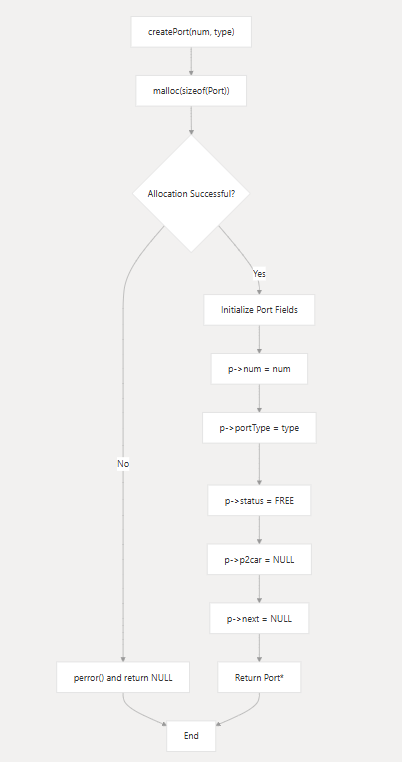 createPort(num, type)
malloc(sizeof(Port))
Allocation Successful?
Yes
Initialize Port Fields
p->num = num
p->portType = type
No
p->status = FREE
p->p2car = NULL
p->next = NULL
perror() and return NULL
Return Port*
End